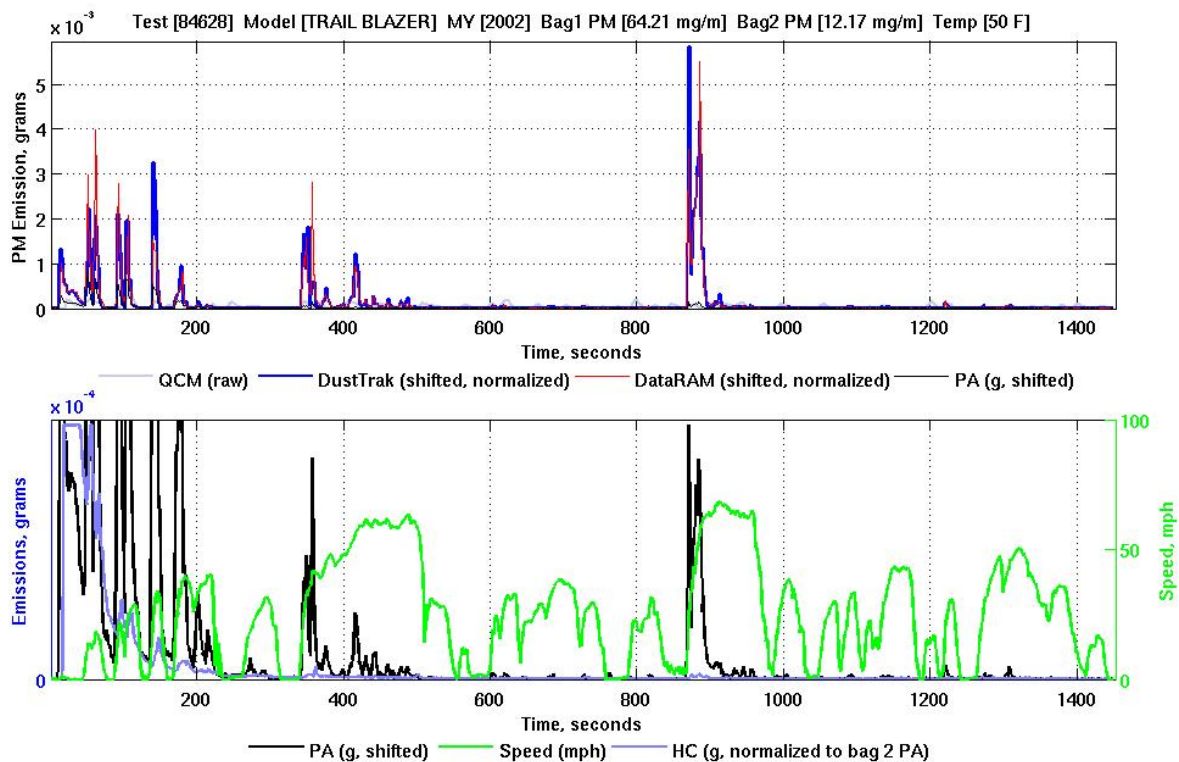 Test [84628] Model [TRAIL BLAZER] MY [2002] Bag1 PM [64.21 mg/m] Bag2 PM [12.17 mg/m] Temp [50 F]
x 10⁻³
5
4
3
2
1
0
PM Emission, grams
200 400 600 800 1000 1200 1400
Time, seconds
QCM (raw) DustTrak (shifted, normalized) DataRAM (shifted, normalized) PA (g, shifted)
x 10⁻⁴
100
50
0
0
Emissions, grams
Speed, mph
200 400 600 800 1000 1200 1400
Time, seconds
PA (g, shifted) Speed (mph) HC (g, normalized to bag 2 PA)